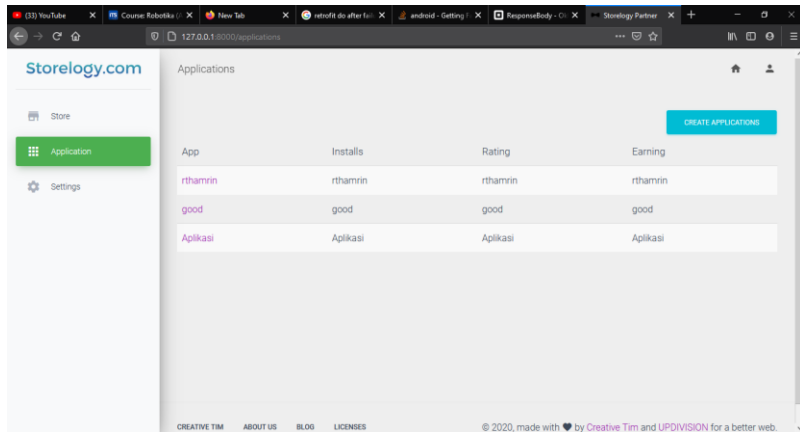 (33) YouTube
Course: Robotika (
New Tab
retrofit do after fail
android - Getting
ResponseBody - O
Storelogy Partner
127.0.0.1:8000/applications
Storelogy.com
Applications
Store
CREATE APPLICATIONS
Application
App Installs Rating Earning
Settings
rthamrin rthamrin rthamrin rthamrin
good good good good
Aplikasi Aplikasi Aplikasi Aplikasi
CREATIVE TIM ABOUT US BLOG LICENSES
© 2020, made with by Creative Tim and UPDIVISION for a better web.